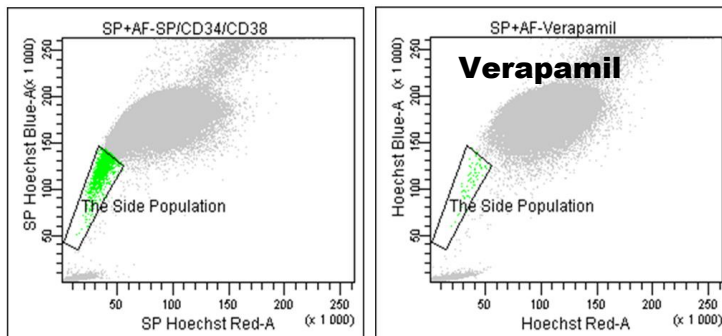 SP+AF-SP/CD34/CD38
SP Hoechst Blue-A(x 1 000)
250
200
150
100
50
The Side Population
50 100 150 200 250
SP Hoechst Red-A (x 1 000)
SP+AF-Verapamil
Verapamil
Hoechst Blue-A (x 1 000)
250
200
150
100
50
The Side Population
50 100 150 200 250
Hoechst Red-A (x 1 000)